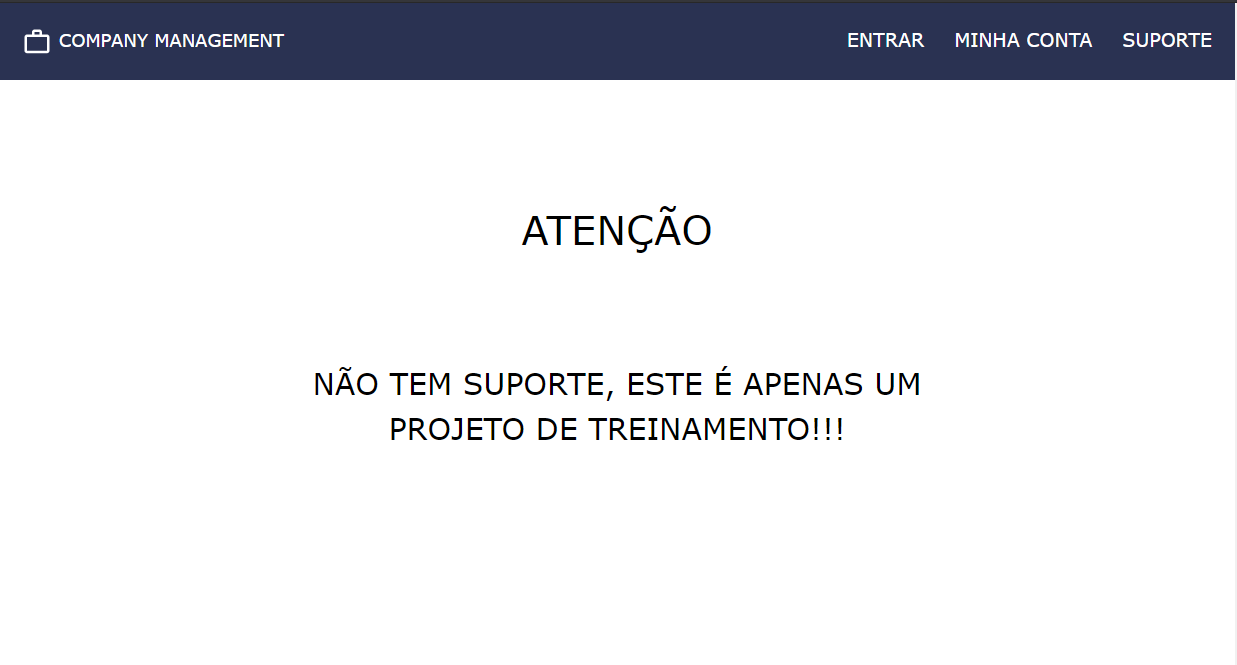 COMPANY MANAGEMENT
ENTRAR MINHA CONTA SUPORTE
ATENÇÃO
NÃO TEM SUPORTE, ESTE É APENAS UM
PROJETO DE TREINAMENTO!!!